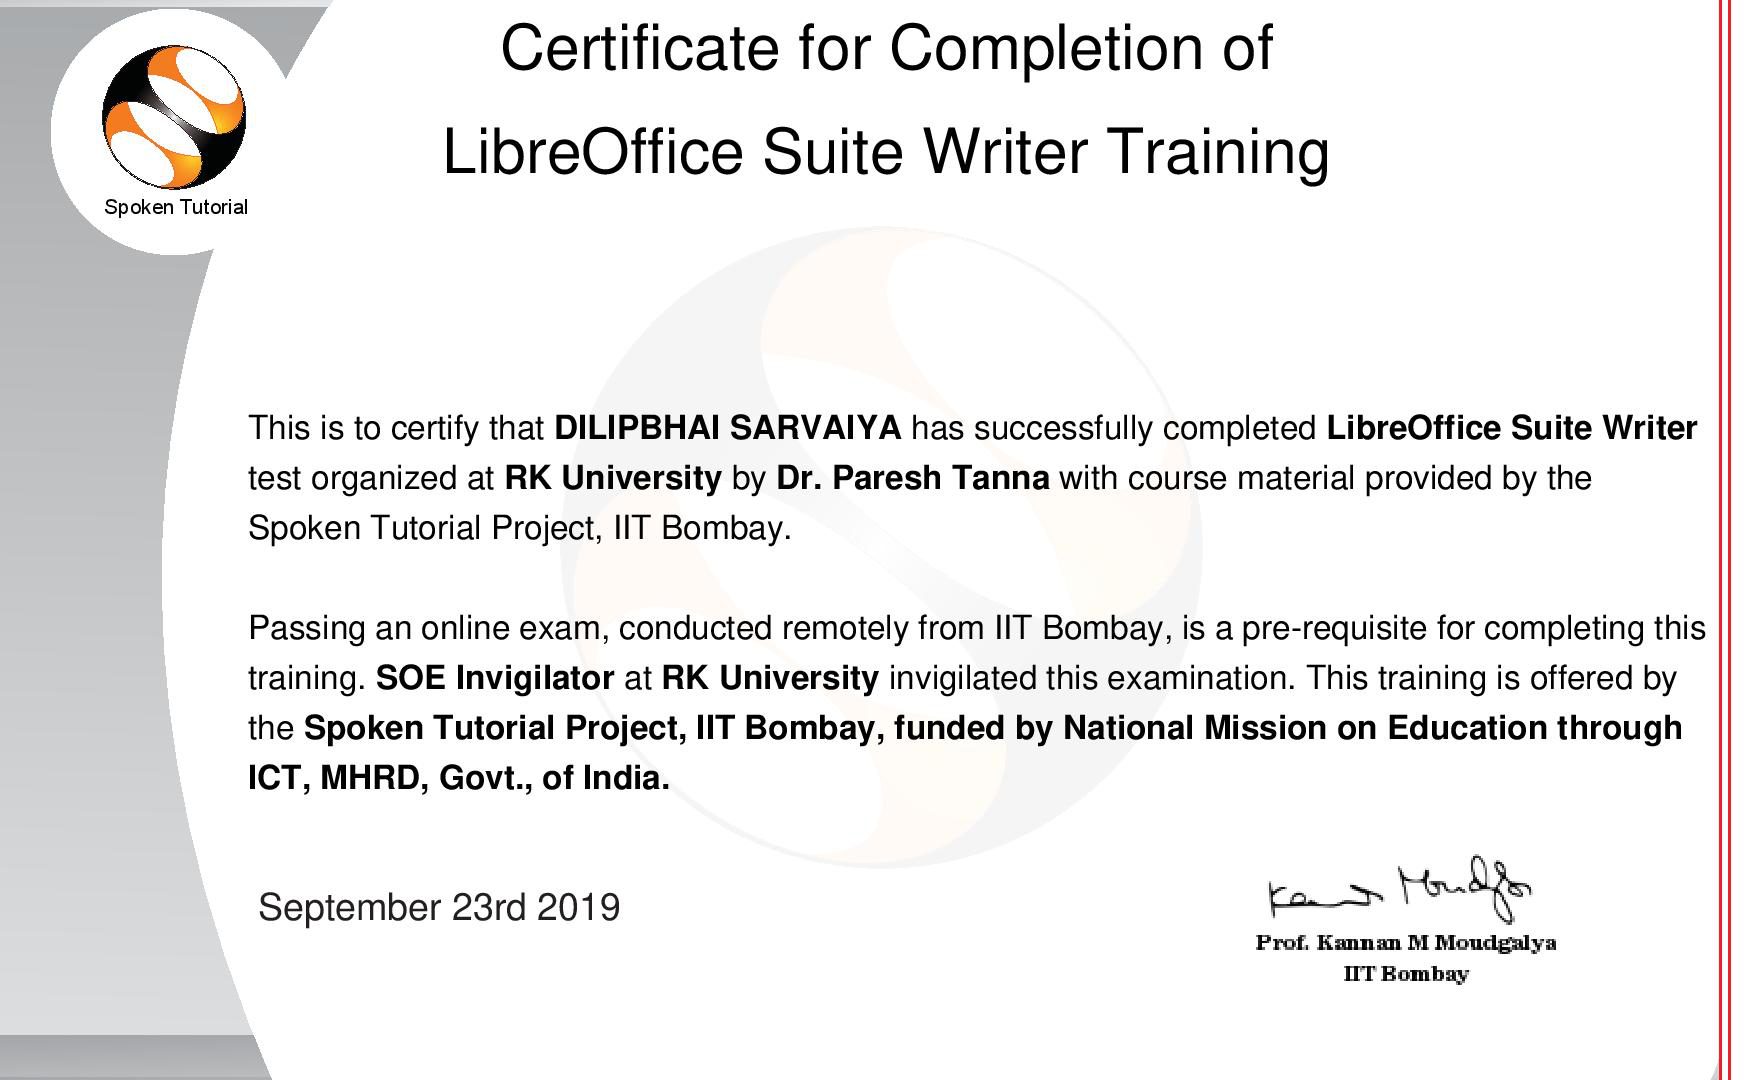 Certificate for Completion of
LibreOffice Suite Writer Training
Spoken Tutorial
This is to certify that DILIPBHAI SARVAIYA has successfully completed LibreOffice Suite Writer
test organized at RK University by Dr. Paresh Tanna with course material provided by the
Spoken Tutorial Project, IIT Bombay.
Passing an online exam, conducted remotely from IIT Bombay, is a pre-requisite for completing this
training. SOE Invigilator at RK University invigilated this examination. This training is offered by
the Spoken Tutorial Project, IIT Bombay, funded by National Mission on Education through
ICT, MHRD, Govt., of India.
September 23rd 2019
Kannan Moudgalya
Prof. Kannan M Moudgalya
IIT Bombay